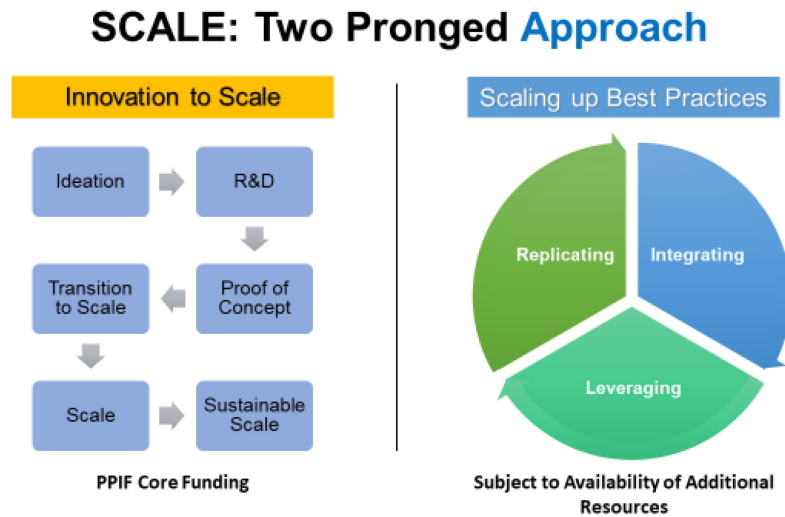 SCALE: Two Pronged Approach
Innovation to Scale
Ideation
R&D
Proof of
Concept
Transition
to Scale
Scale
Sustainable
Scale
PPIF Core Funding
Scaling up Best Practices
Replicating
Integrating
Leveraging
Subject to Availability of Additional
Resources